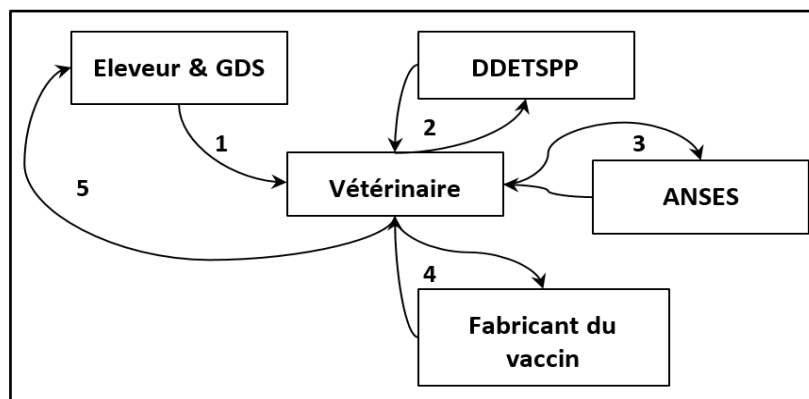 Eleveur & GDS
DDETSPP
1
2
3
5
Vétérinaire
ANSES
4
Fabricant du
vaccin